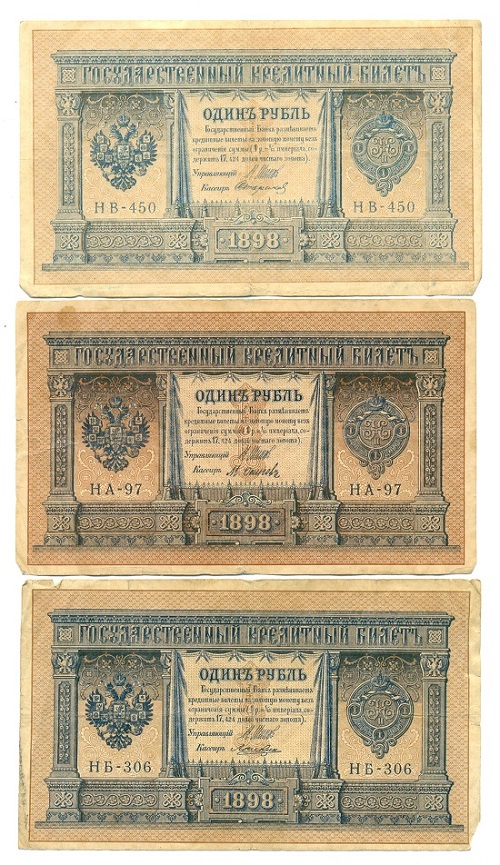 ГОСУДАРСТВЕННЫЙ КРЕДИТНЫЙ БИЛЕТЪ
ОДИНЪ РУБЛЬ
Государственный Банкъ размѣниваетъ
кредитные билеты на золотую монету безъ
ограниченія суммы (1 р. = 1/15 имперіала, со-
держитъ 17,424 долей чистаго золота).
Управляющій
Кассиръ
НВ-450 НВ-450
1898
ГОСУДАРСТВЕННЫЙ КРЕДИТНЫЙ БИЛЕТЪ
ОДИНЪ РУБЛЬ
Государственный Банкъ размѣниваетъ
кредитные билеты на золотую монету безъ
ограниченія суммы (1 р. = 1/15 имперіала, со-
держитъ 17,424 долей чистаго золота).
Управляющій
Кассиръ
НА-97 НА-97
1898
ГОСУДАРСТВЕННЫЙ КРЕДИТНЫЙ БИЛЕТЪ
ОДИНЪ РУБЛЬ
Государственный Банкъ размѣниваетъ
кредитные билеты на золотую монету безъ
ограниченія суммы (1 р. = 1/15 имперіала, со-
держитъ 17,424 долей чистаго золота).
Управляющій
Кассиръ
НБ-306 НБ-306
1898